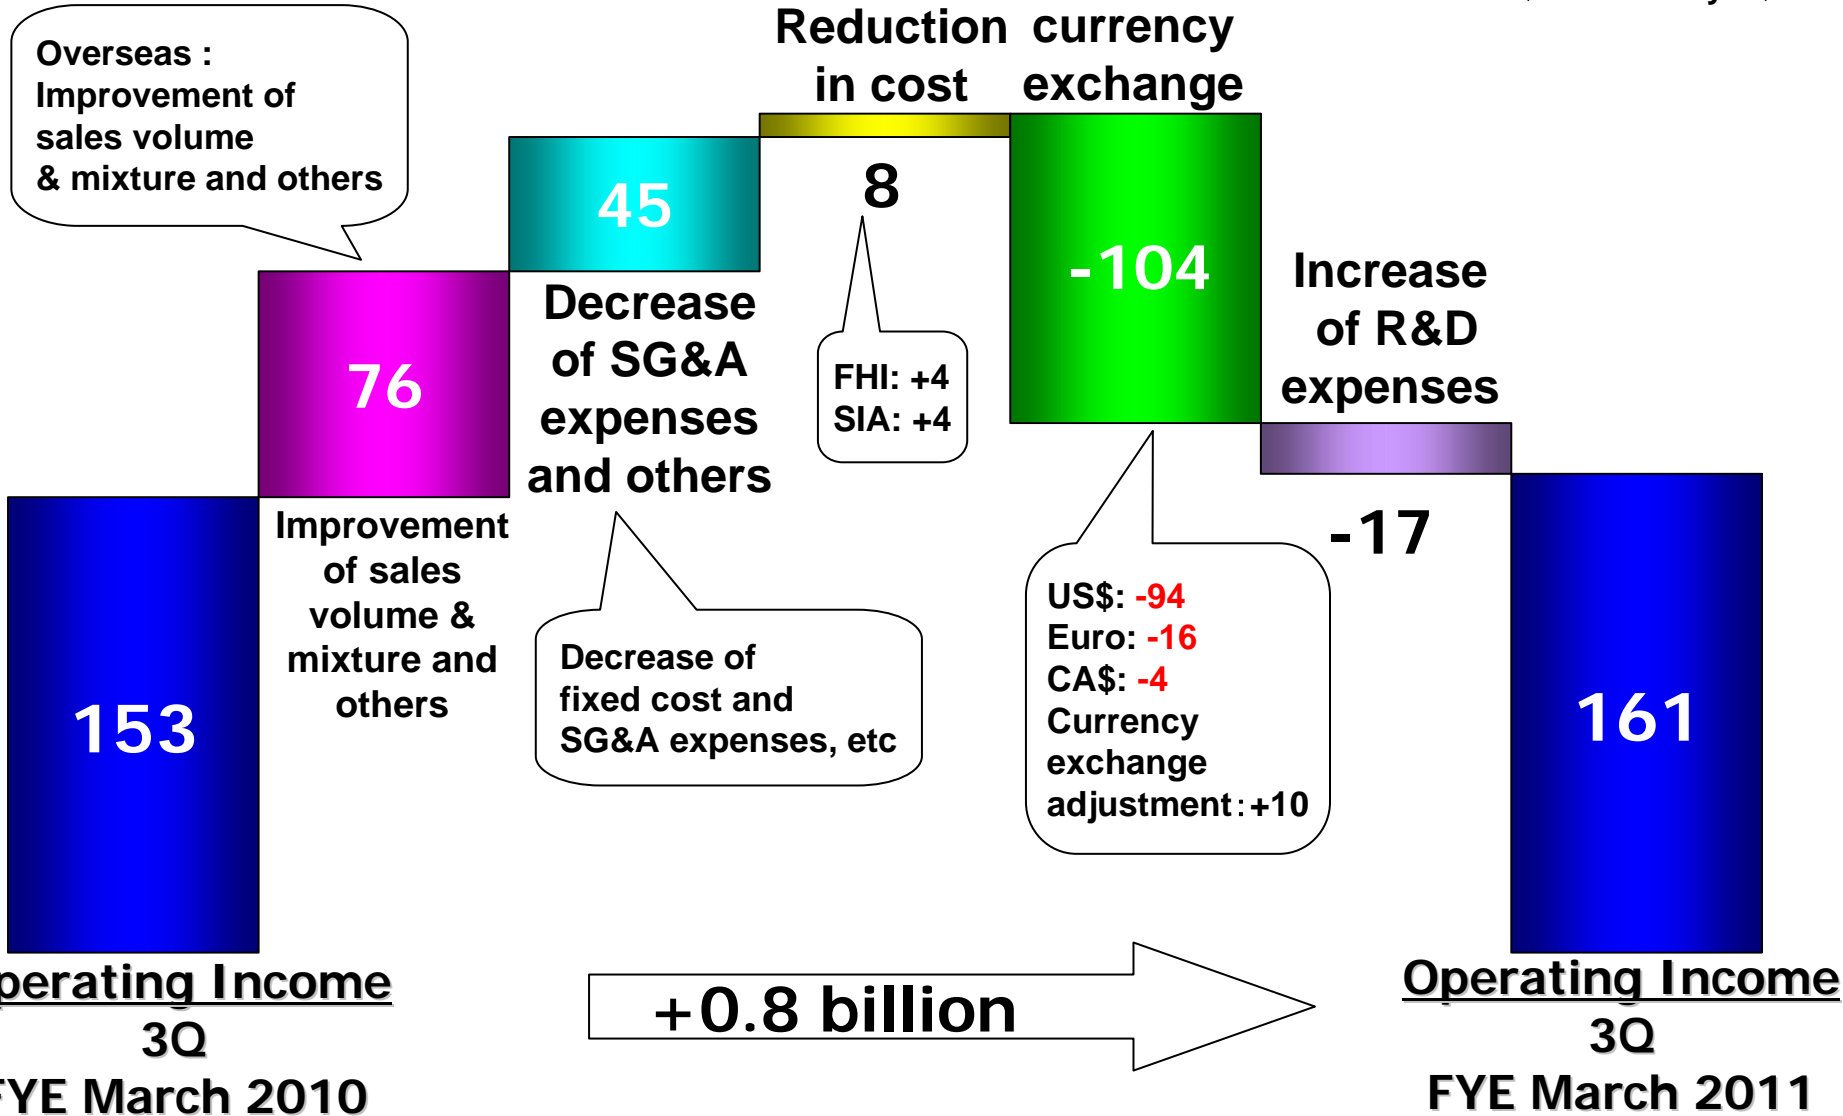 Overseas :
Improvement of
sales volume
& mixture and others
Reduction
in cost
currency
exchange
45
8
-104
Increase
of R&D
expenses
76
Decrease
of SG&A
expenses
and others
FHI: +4
SIA: +4
-17
Improvement
of sales
volume &
mixture and
others
153
Decrease of
fixed cost and
SG&A expenses, etc
US$: -94
Euro: -16
CA$: -4
Currency
exchange
adjustment:+10
161
perating Income
3Q
FYE March 2010
+0.8 billion
Operating Income
3Q
FYE March 2011